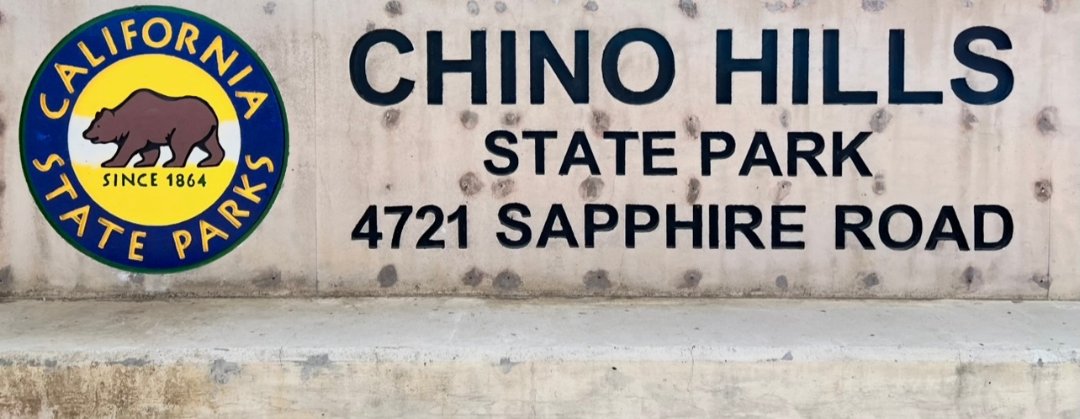 CALIFORNIA
SINCE 1864
STATE PARKS
CHINO HILLS
STATE PARK
4721 SAPPHIRE ROAD